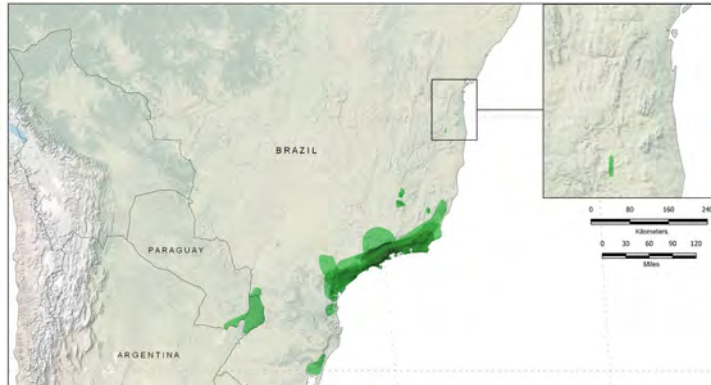 BRAZIL
PARAGUAY
ARGENTINA
0 80 160 240
Kilometers
0 30 60 90 120
Miles